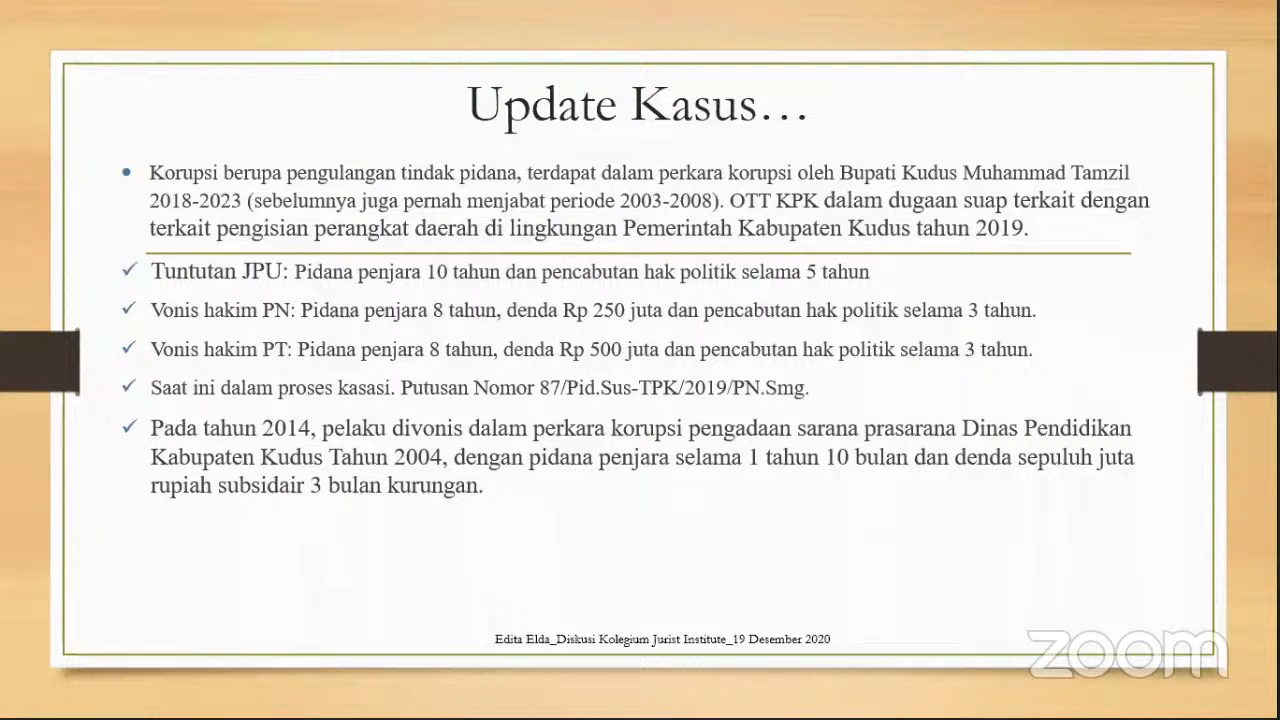 Update Kasus…
Korupsi berupa pengulangan tindak pidana, terdapat dalam perkara korupsi oleh Bupati Kudus Muhammad Tamzil
2018-2023 (sebelumnya juga pernah menjabat periode 2003-2008). OTT KPK dalam dugaan suap terkait dengan
terkait pengisian perangkat daerah di lingkungan Pemerintah Kabupaten Kudus tahun 2019.
Tuntutan JPU: Pidana penjara 10 tahun dan pencabutan hak politik selama 5 tahun
Vonis hakim PN: Pidana penjara 8 tahun, denda Rp 250 juta dan pencabutan hak politik selama 3 tahun.
Vonis hakim PT: Pidana penjara 8 tahun, denda Rp 500 juta dan pencabutan hak politik selama 3 tahun.
Saat ini dalam proses kasasi. Putusan Nomor 87/Pid.Sus-TPK/2019/PN.Smg.
Pada tahun 2014, pelaku divonis dalam perkara korupsi pengadaan sarana prasarana Dinas Pendidikan
Kabupaten Kudus Tahun 2004, dengan pidana penjara selama 1 tahun 10 bulan dan denda sepuluh juta
rupiah subsidair 3 bulan kurungan.
Edita Elda_Diskusi Kolegium Jurist Institute_19 Desember 2020
zoom